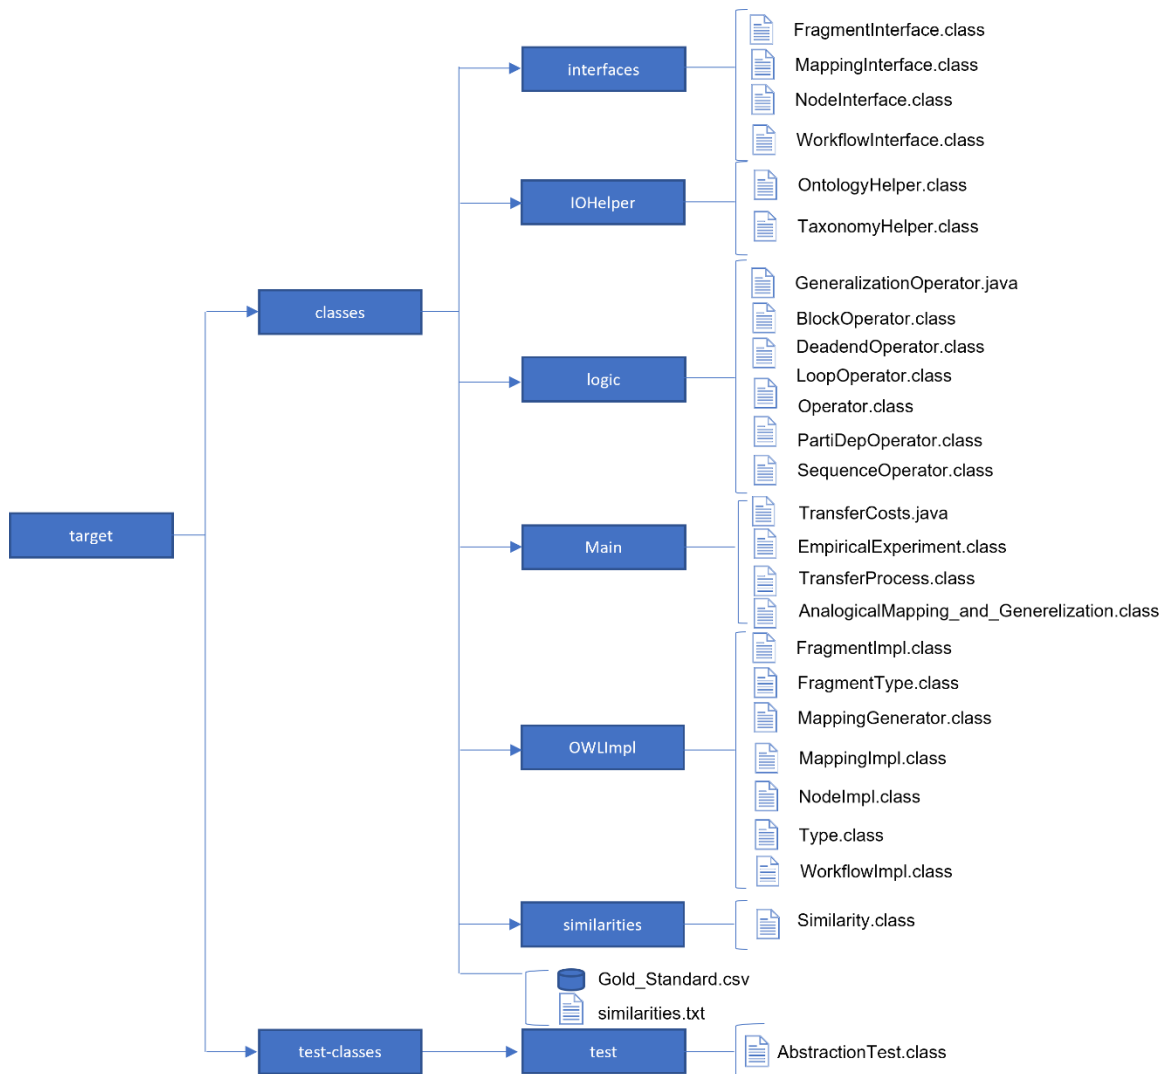 target
classes
interfaces
FragmentInterface.class
MappingInterface.class
NodeInterface.class
WorkflowInterface.class
IOHelper
OntologyHelper.class
TaxonomyHelper.class
logic
GeneralizationOperator.java
BlockOperator.class
DeadendOperator.class
LoopOperator.class
Operator.class
PartiDepOperator.class
SequenceOperator.class
Main
TransferCosts.java
EmpiricalExperiment.class
TransferProcess.class
AnalogicalMapping_and_Generelization.class
OWLImpl
FragmentImpl.class
FragmentType.class
MappingGenerator.class
MappingImpl.class
NodeImpl.class
Type.class
WorkflowImpl.class
similarities
Similarity.class
Gold_Standard.csv
similarities.txt
test-classes
test
AbstractionTest.class